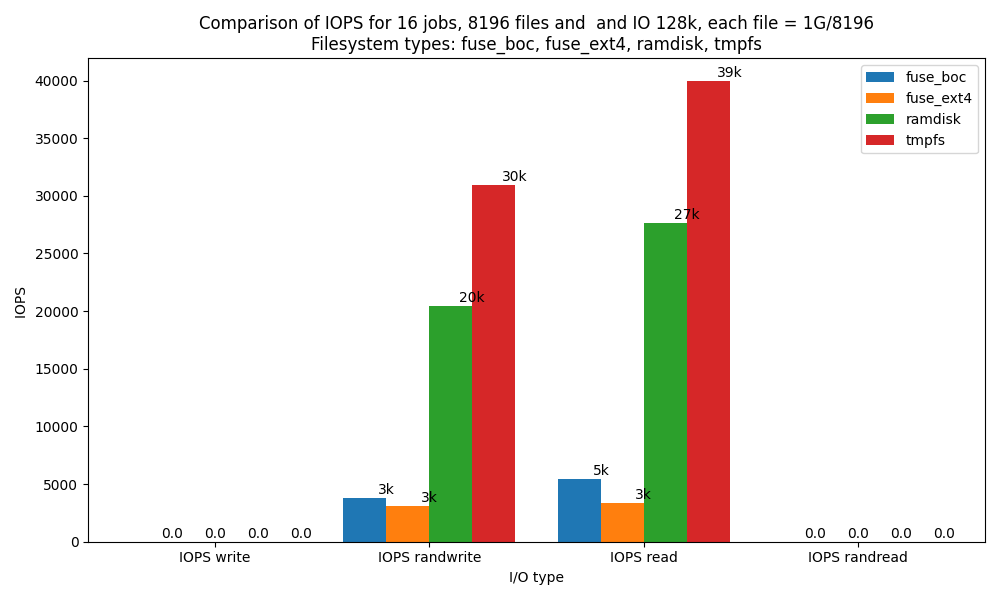 Comparison of IOPS for 16 jobs, 8196 files and  and IO 128k, each file = 1G/8196
Filesystem types: fuse_boc, fuse_ext4, ramdisk, tmpfs
fuse_boc
fuse_ext4
ramdisk
tmpfs
IOPS
40000
35000
30000
25000
20000
15000
10000
5000
0
0.0 0.0 0.0 0.0
3k 3k 20k 30k
5k 3k 27k 39k
0.0 0.0 0.0 0.0
IOPS write IOPS randwrite IOPS read IOPS randread
I/O type